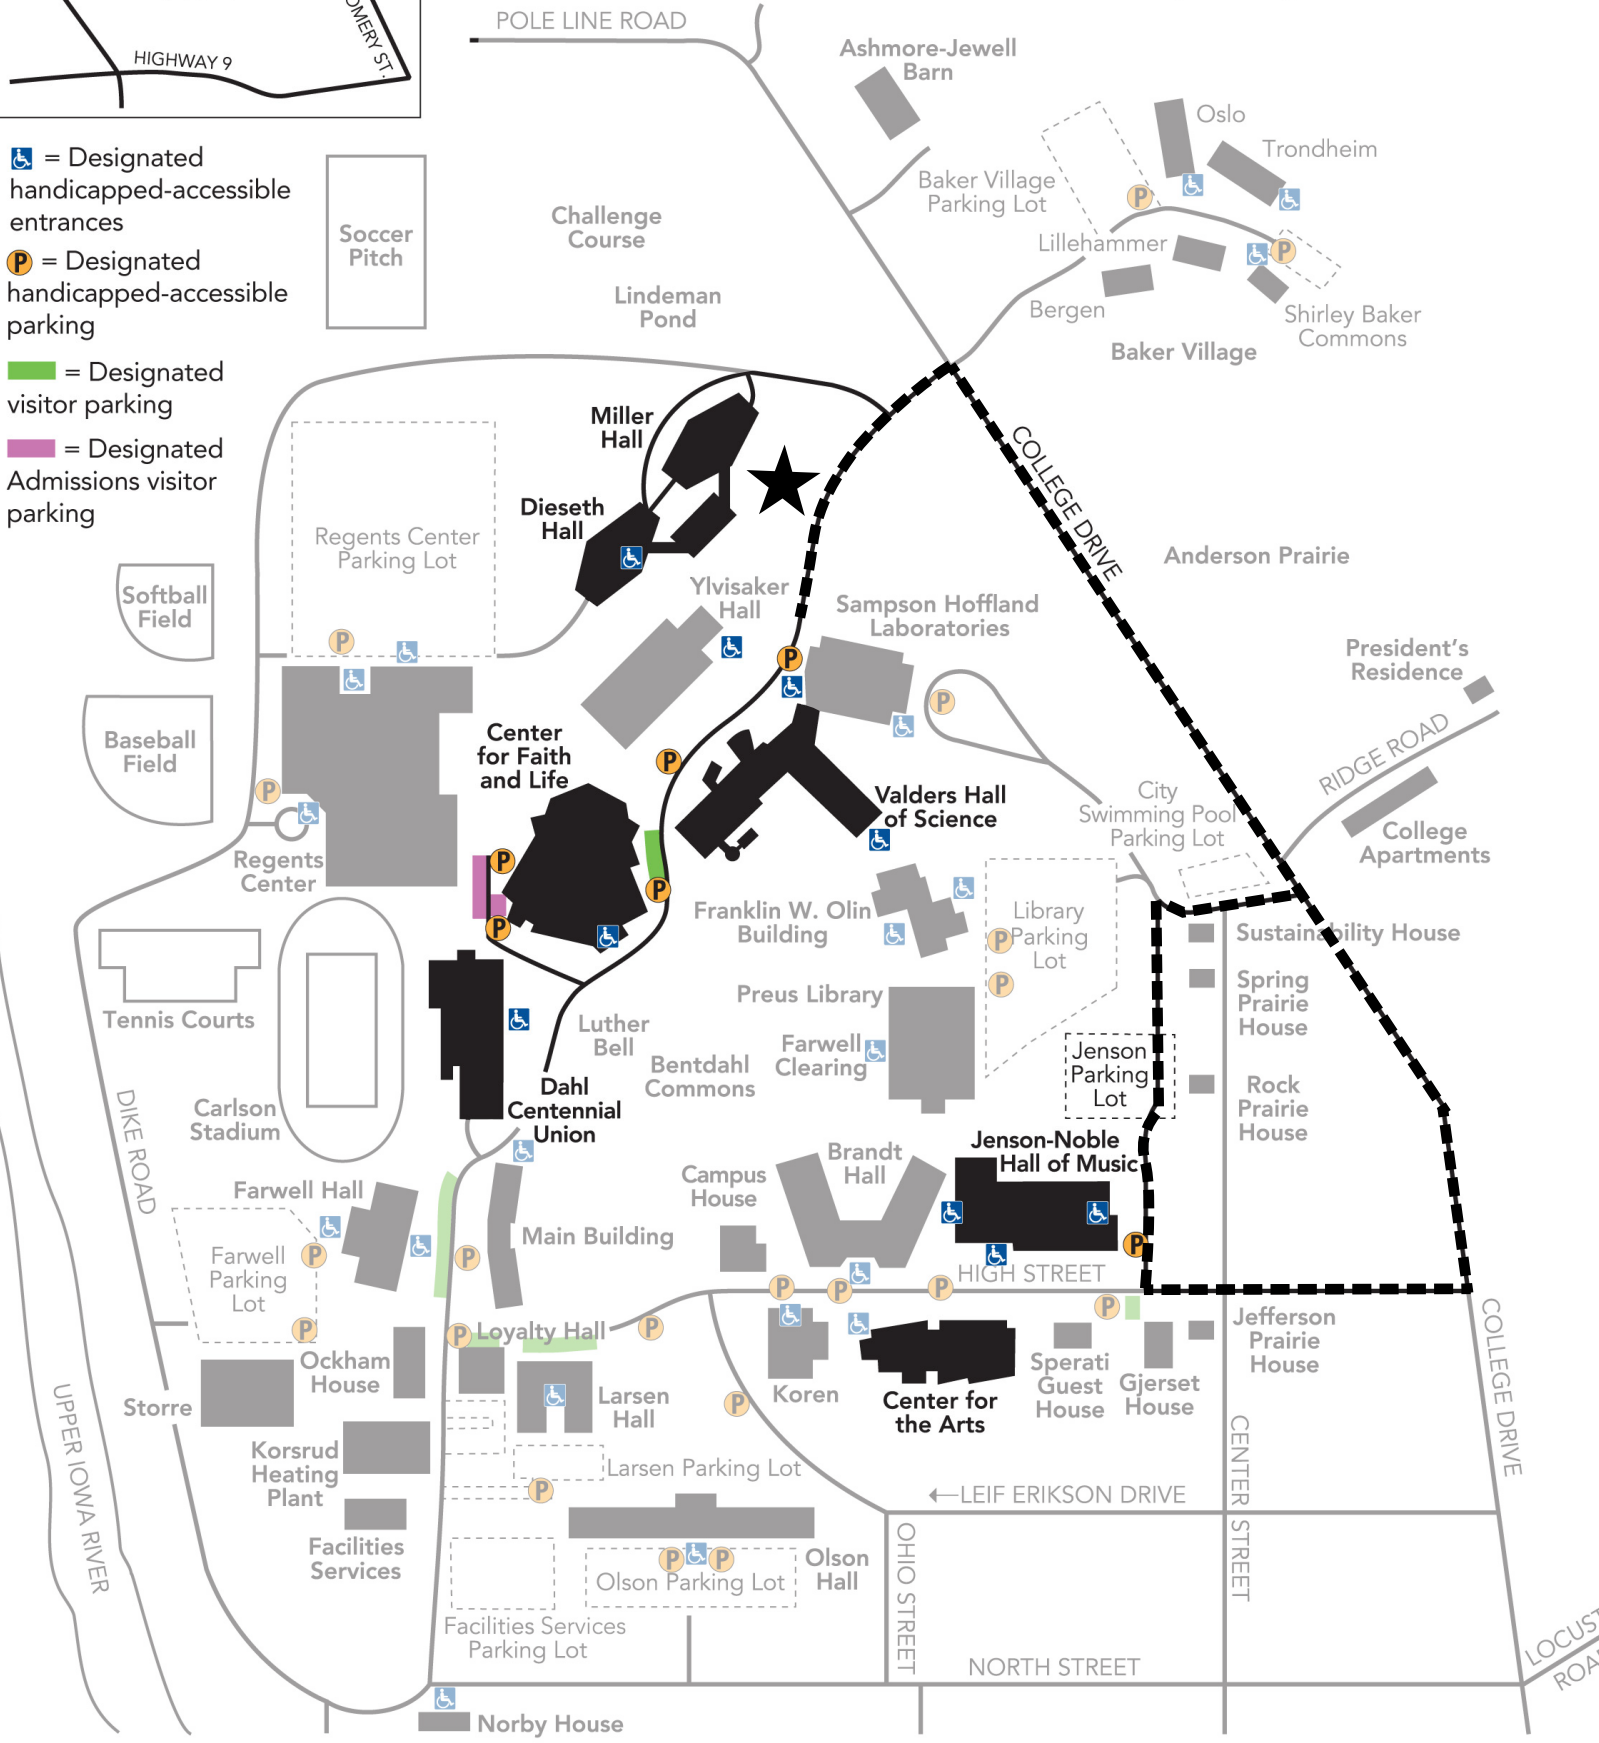 POLE LINE ROAD
OMERY ST.
HIGHWAY 9
= Designated
handicapped-accessible
entrances
P = Designated
handicapped-accessible
parking
= Designated
visitor parking
= Designated
Admissions visitor
parking
Ashmore-Jewell
Barn
Oslo
Trondheim
Baker Village
Parking Lot
P
Lillehammer
P
Bergen
Shirley Baker
Commons
Baker Village
Soccer
Pitch
Challenge
Course
Lindeman
Pond
Miller
Hall
Dieseth
Hall
COLLEGE DRIVE
Anderson Prairie
Regents Center
Parking Lot
P
Softball
Field
Ylvisaker
Hall
Sampson Hoffland
Laboratories
P
P
President's
Residence
RIDGE ROAD
Baseball
Field
Center
for Faith
and Life
P
Valders Hall
of Science
City
Swimming Pool
Parking Lot
College
Apartments
P
Regents
Center
P
P
P
Franklin W. Olin
Building
Library
Parking
Lot
P
P
Sustainability House
Spring
Prairie
House
Tennis Courts
Preus Library
Luther
Bell
Farwell
Clearing
Bentdahl
Commons
Jenson
Parking
Lot
Rock
Prairie
House
DIKE ROAD
Carlson
Stadium
Dahl
Centennial
Union
Jenson-Noble
Hall of Music
Brandt
Hall
Campus
House
Farwell Hall
Main Building
P
Farwell
Parking
Lot
P
P
P
HIGH STREET
P
P
P
P
Jefferson
Prairie
House
P
Loyalty Hall
P
Ockham
House
Storre
Larsen
Hall
Koren
P
Center for
the Arts
Sperati
Guest
House
Gjerset
House
COLLEGE DRIVE
UPPER IOWA RIVER
Korsrud
Heating
Plant
Larsen Parking Lot
P
←LEIF ERIKSON DRIVE
CENTER STREET
Facilities
Services
P
P
Olson Parking Lot
Olson
Hall
OHIO STREET
Facilities Services
Parking Lot
NORTH STREET
LOCUST
ROA
Norby House